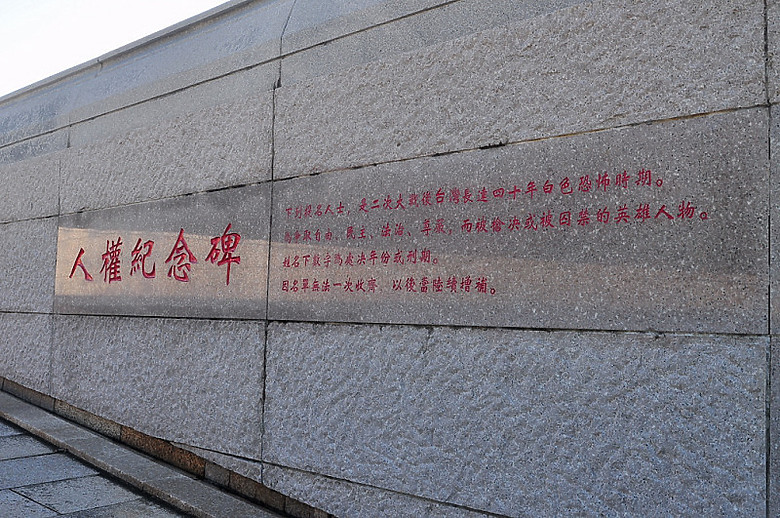 人權紀念碑
下列提名人士，是二次大戰後台灣長達四十年白色恐怖時期。
為爭取自由、民主、法治、尊嚴，而被槍決或被囚禁的英雄人物。
姓名下數字為處決年份或刑期。
因名單無法一次收齊，以後當陸續增補。